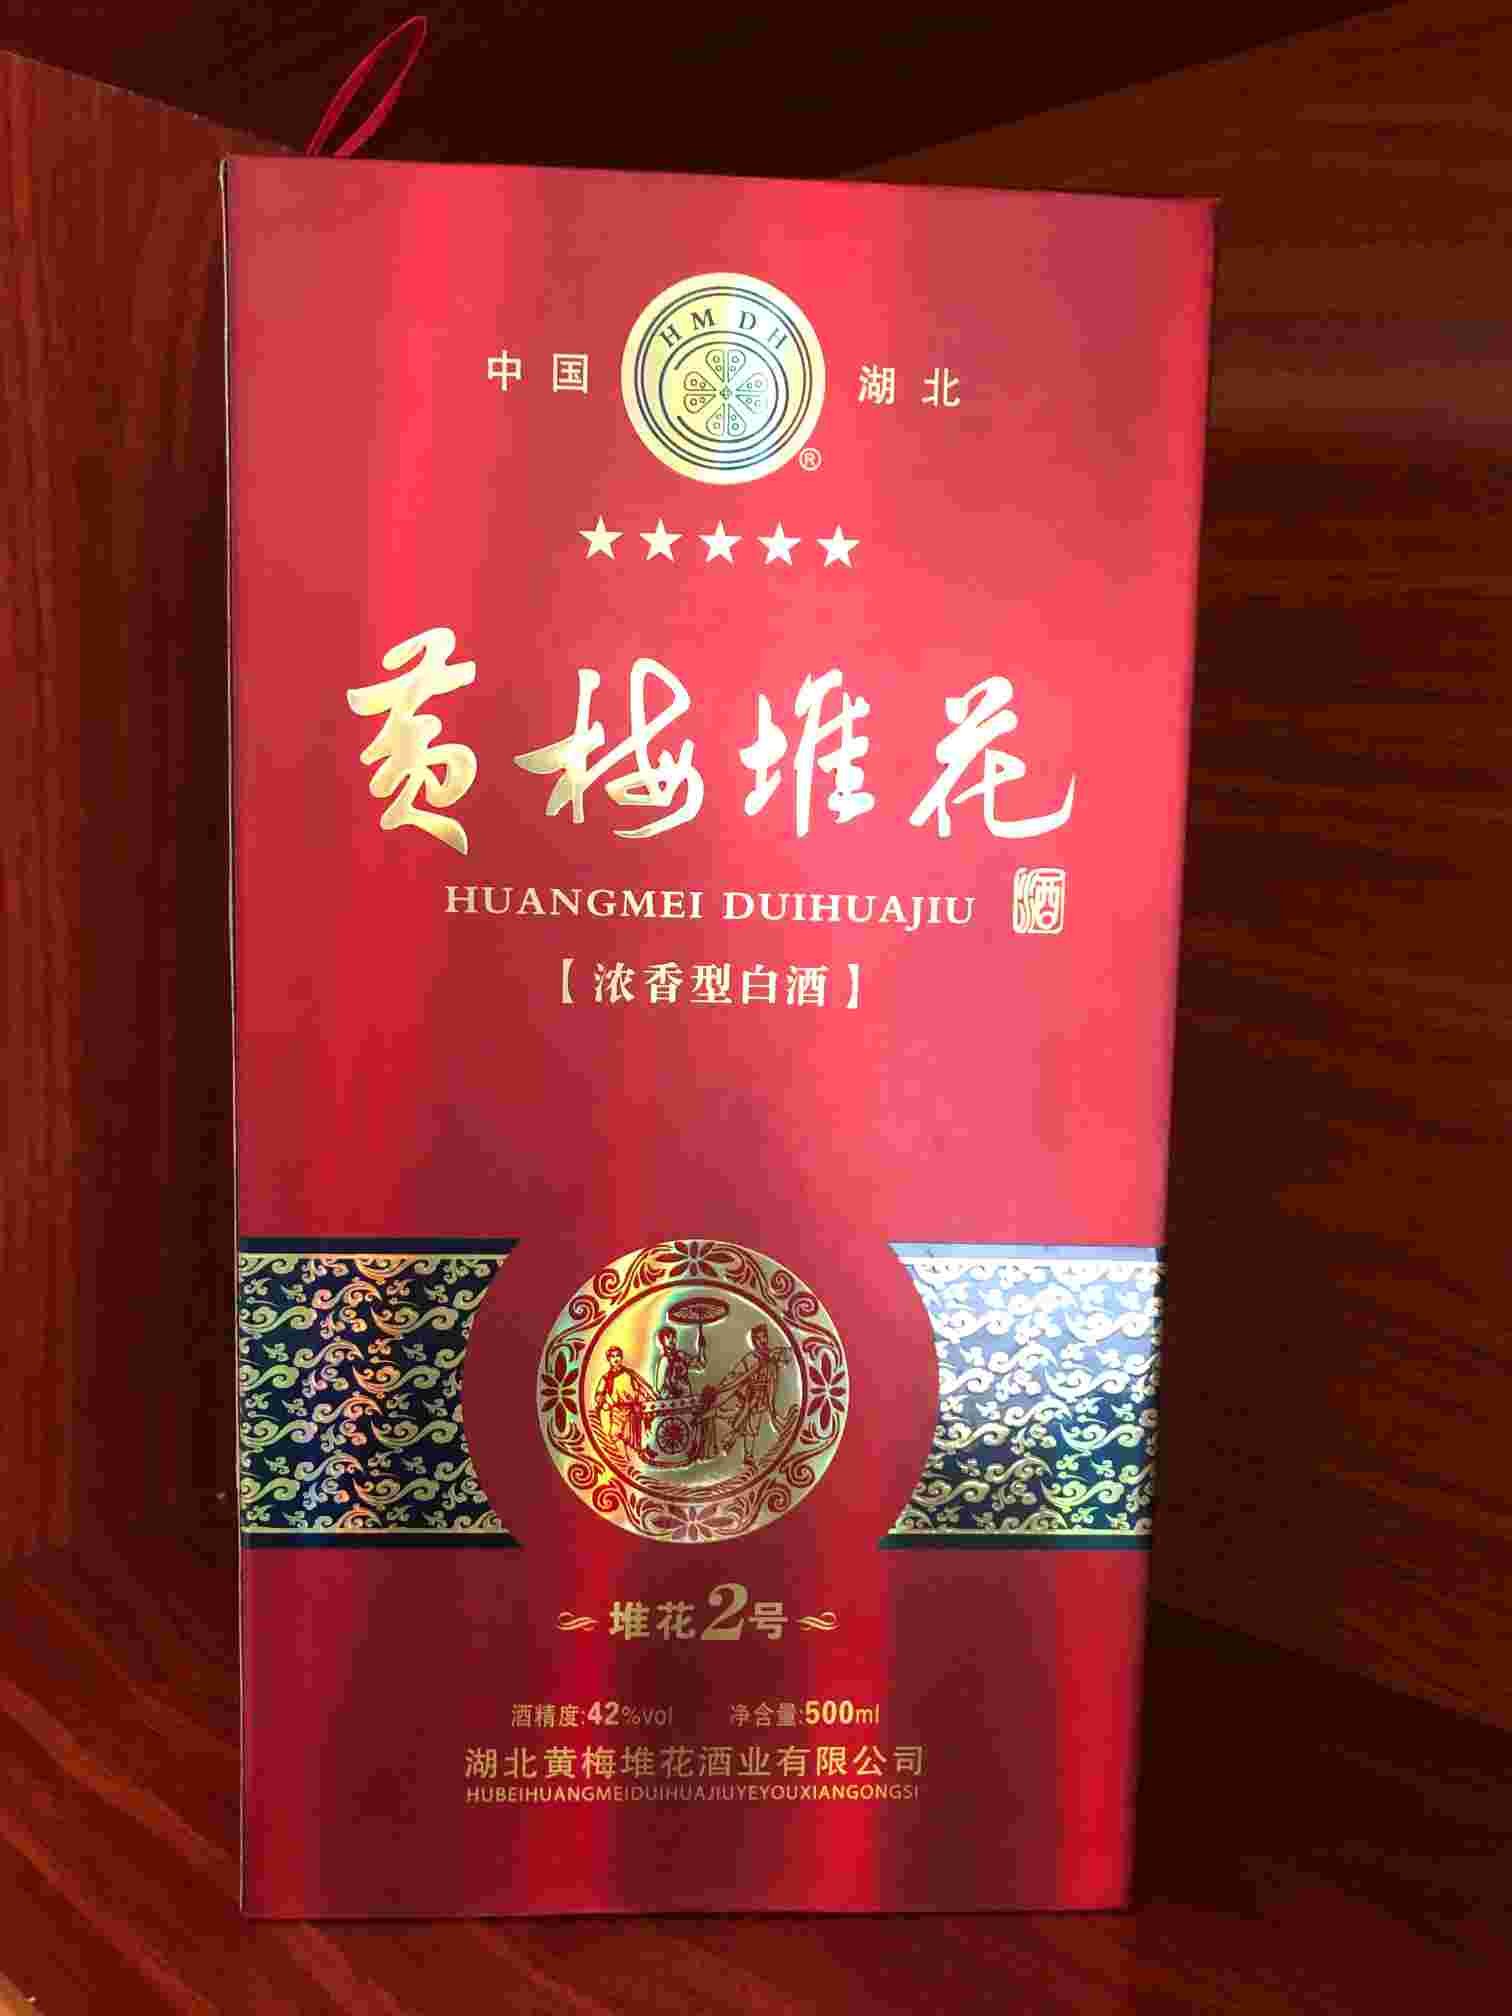 HMDH
中国 湖北
®
★★★★★
黄梅堆花
HUANGMEI DUIHUAJIU 酒
【浓香型白酒】
堆花2号
酒精度:42%vol 净含量:500ml
湖北黄梅堆花酒业有限公司
HUBEIHUANGMEIDUIHUAJIUYEYOUXIANGONGSI